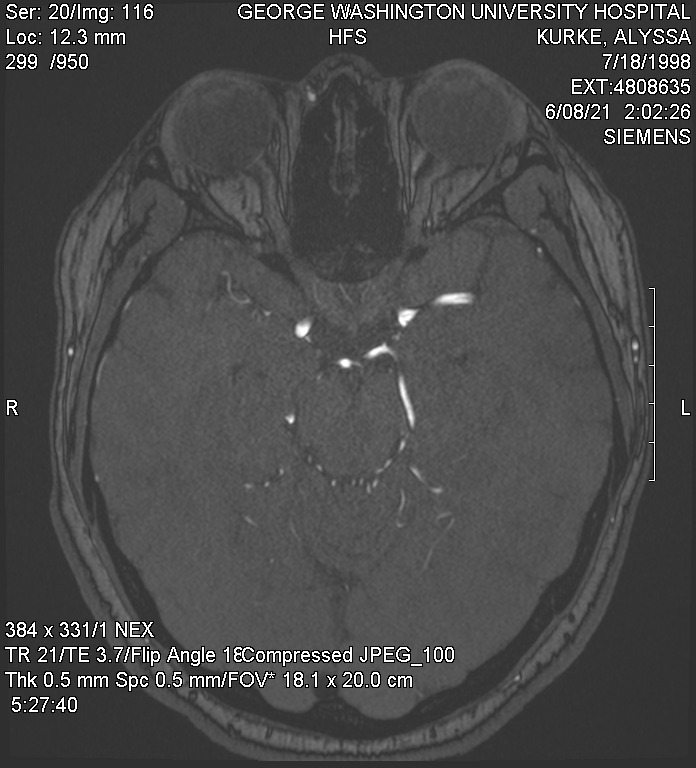 Ser: 20/Img: 116
Loc: 12.3 mm
299 /950
HFS
GEORGE WASHINGTON UNIVERSITY HOSPITAL
KURKE, ALYSSA
7/18/1998
EXT:4808635
6/08/21 2:02:26
SIEMENS
R
L
384 x 331/1 NEX
TR 21/TE 3.7/Flip Angle 18Compressed JPEG_100
Thk 0.5 mm Spc 0.5 mm/FOV* 18.1 x 20.0 cm
5:27:40